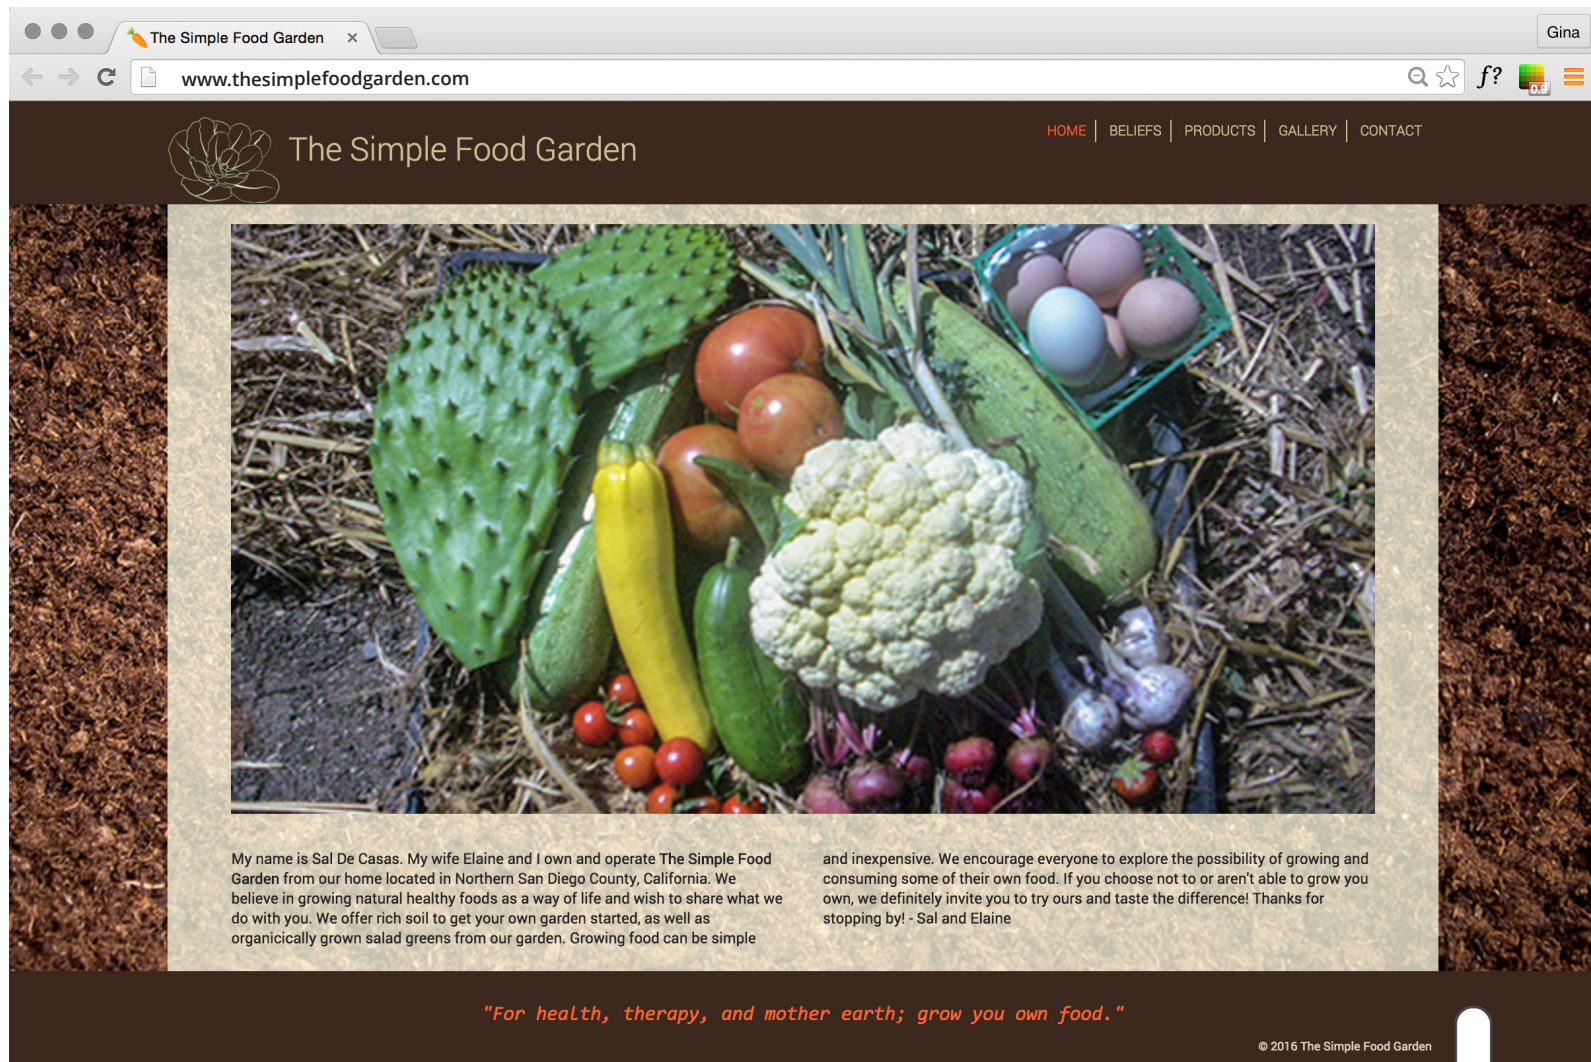 The Simple Food Garden
Gina
www.thesimplefoodgarden.com
f?
0.9
The Simple Food Garden
HOME
BELIEFS
PRODUCTS
GALLERY
CONTACT
My name is Sal De Casas. My wife Elaine and I own and operate The Simple Food
Garden from our home located in Northern San Diego County, California. We
believe in growing natural healthy foods as a way of life and wish to share what we
do with you. We offer rich soil to get your own garden started, as well as
organicically grown salad greens from our garden. Growing food can be simple
and inexpensive. We encourage everyone to explore the possibility of growing and
consuming some of their own food. If you choose not to or aren't able to grow you
own, we definitely invite you to try ours and taste the difference! Thanks for
stopping by! - Sal and Elaine
"For health, therapy, and mother earth; grow you own food."
© 2016 The Simple Food Garden